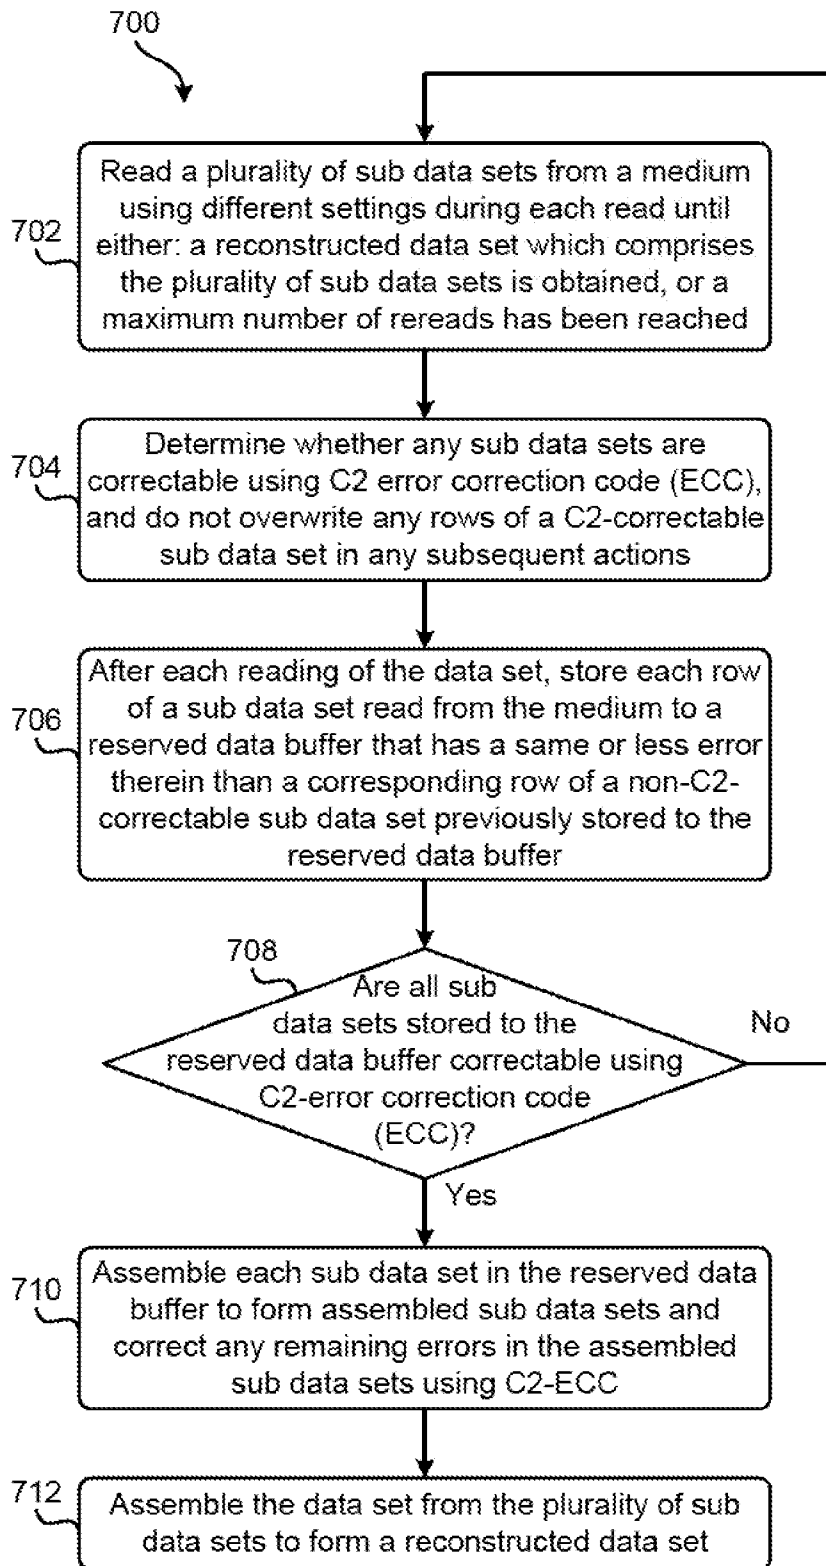 700
702
Read a plurality of sub data sets from a medium
using different settings during each read until
either: a reconstructed data set which comprises
the plurality of sub data sets is obtained, or a
maximum number of rereads has been reached
704
Determine whether any sub data sets are
correctable using C2 error correction code (ECC),
and do not overwrite any rows of a C2-correctable
sub data set in any subsequent actions
706
After each reading of the data set, store each row
of a sub data set read from the medium to a
reserved data buffer that has a same or less error
therein than a corresponding row of a non-C2-
correctable sub data set previously stored to the
reserved data buffer
708
Are all sub
data sets stored to the
reserved data buffer correctable using
C2-error correction code
(ECC)?
No
Yes
710
Assemble each sub data set in the reserved data
buffer to form assembled sub data sets and
correct any remaining errors in the assembled
sub data sets using C2-ECC
712
Assemble the data set from the plurality of sub
data sets to form a reconstructed data set